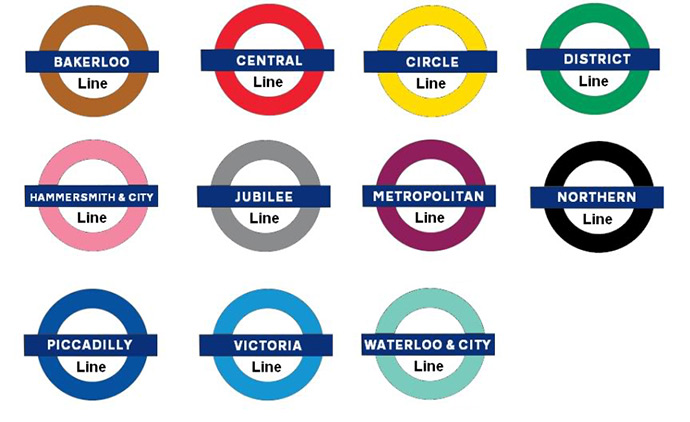 BAKERLOO
Line
CENTRAL
Line
CIRCLE
Line
DISTRICT
Line
HAMMERSMITH & CITY
Line
JUBILEE
Line
METROPOLITAN
Line
NORTHERN
Line
PICCADILLY
Line
VICTORIA
Line
WATERLOO & CITY
Line